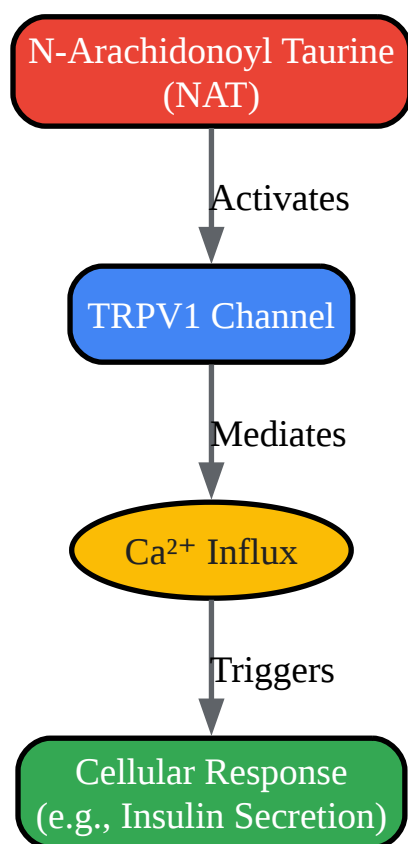 N-Arachidonoyl Taurine
(NAT)
Activates
TRPV1 Channel
Mediates
Ca²⁺ Influx
Triggers
Cellular Response
(e.g., Insulin Secretion)